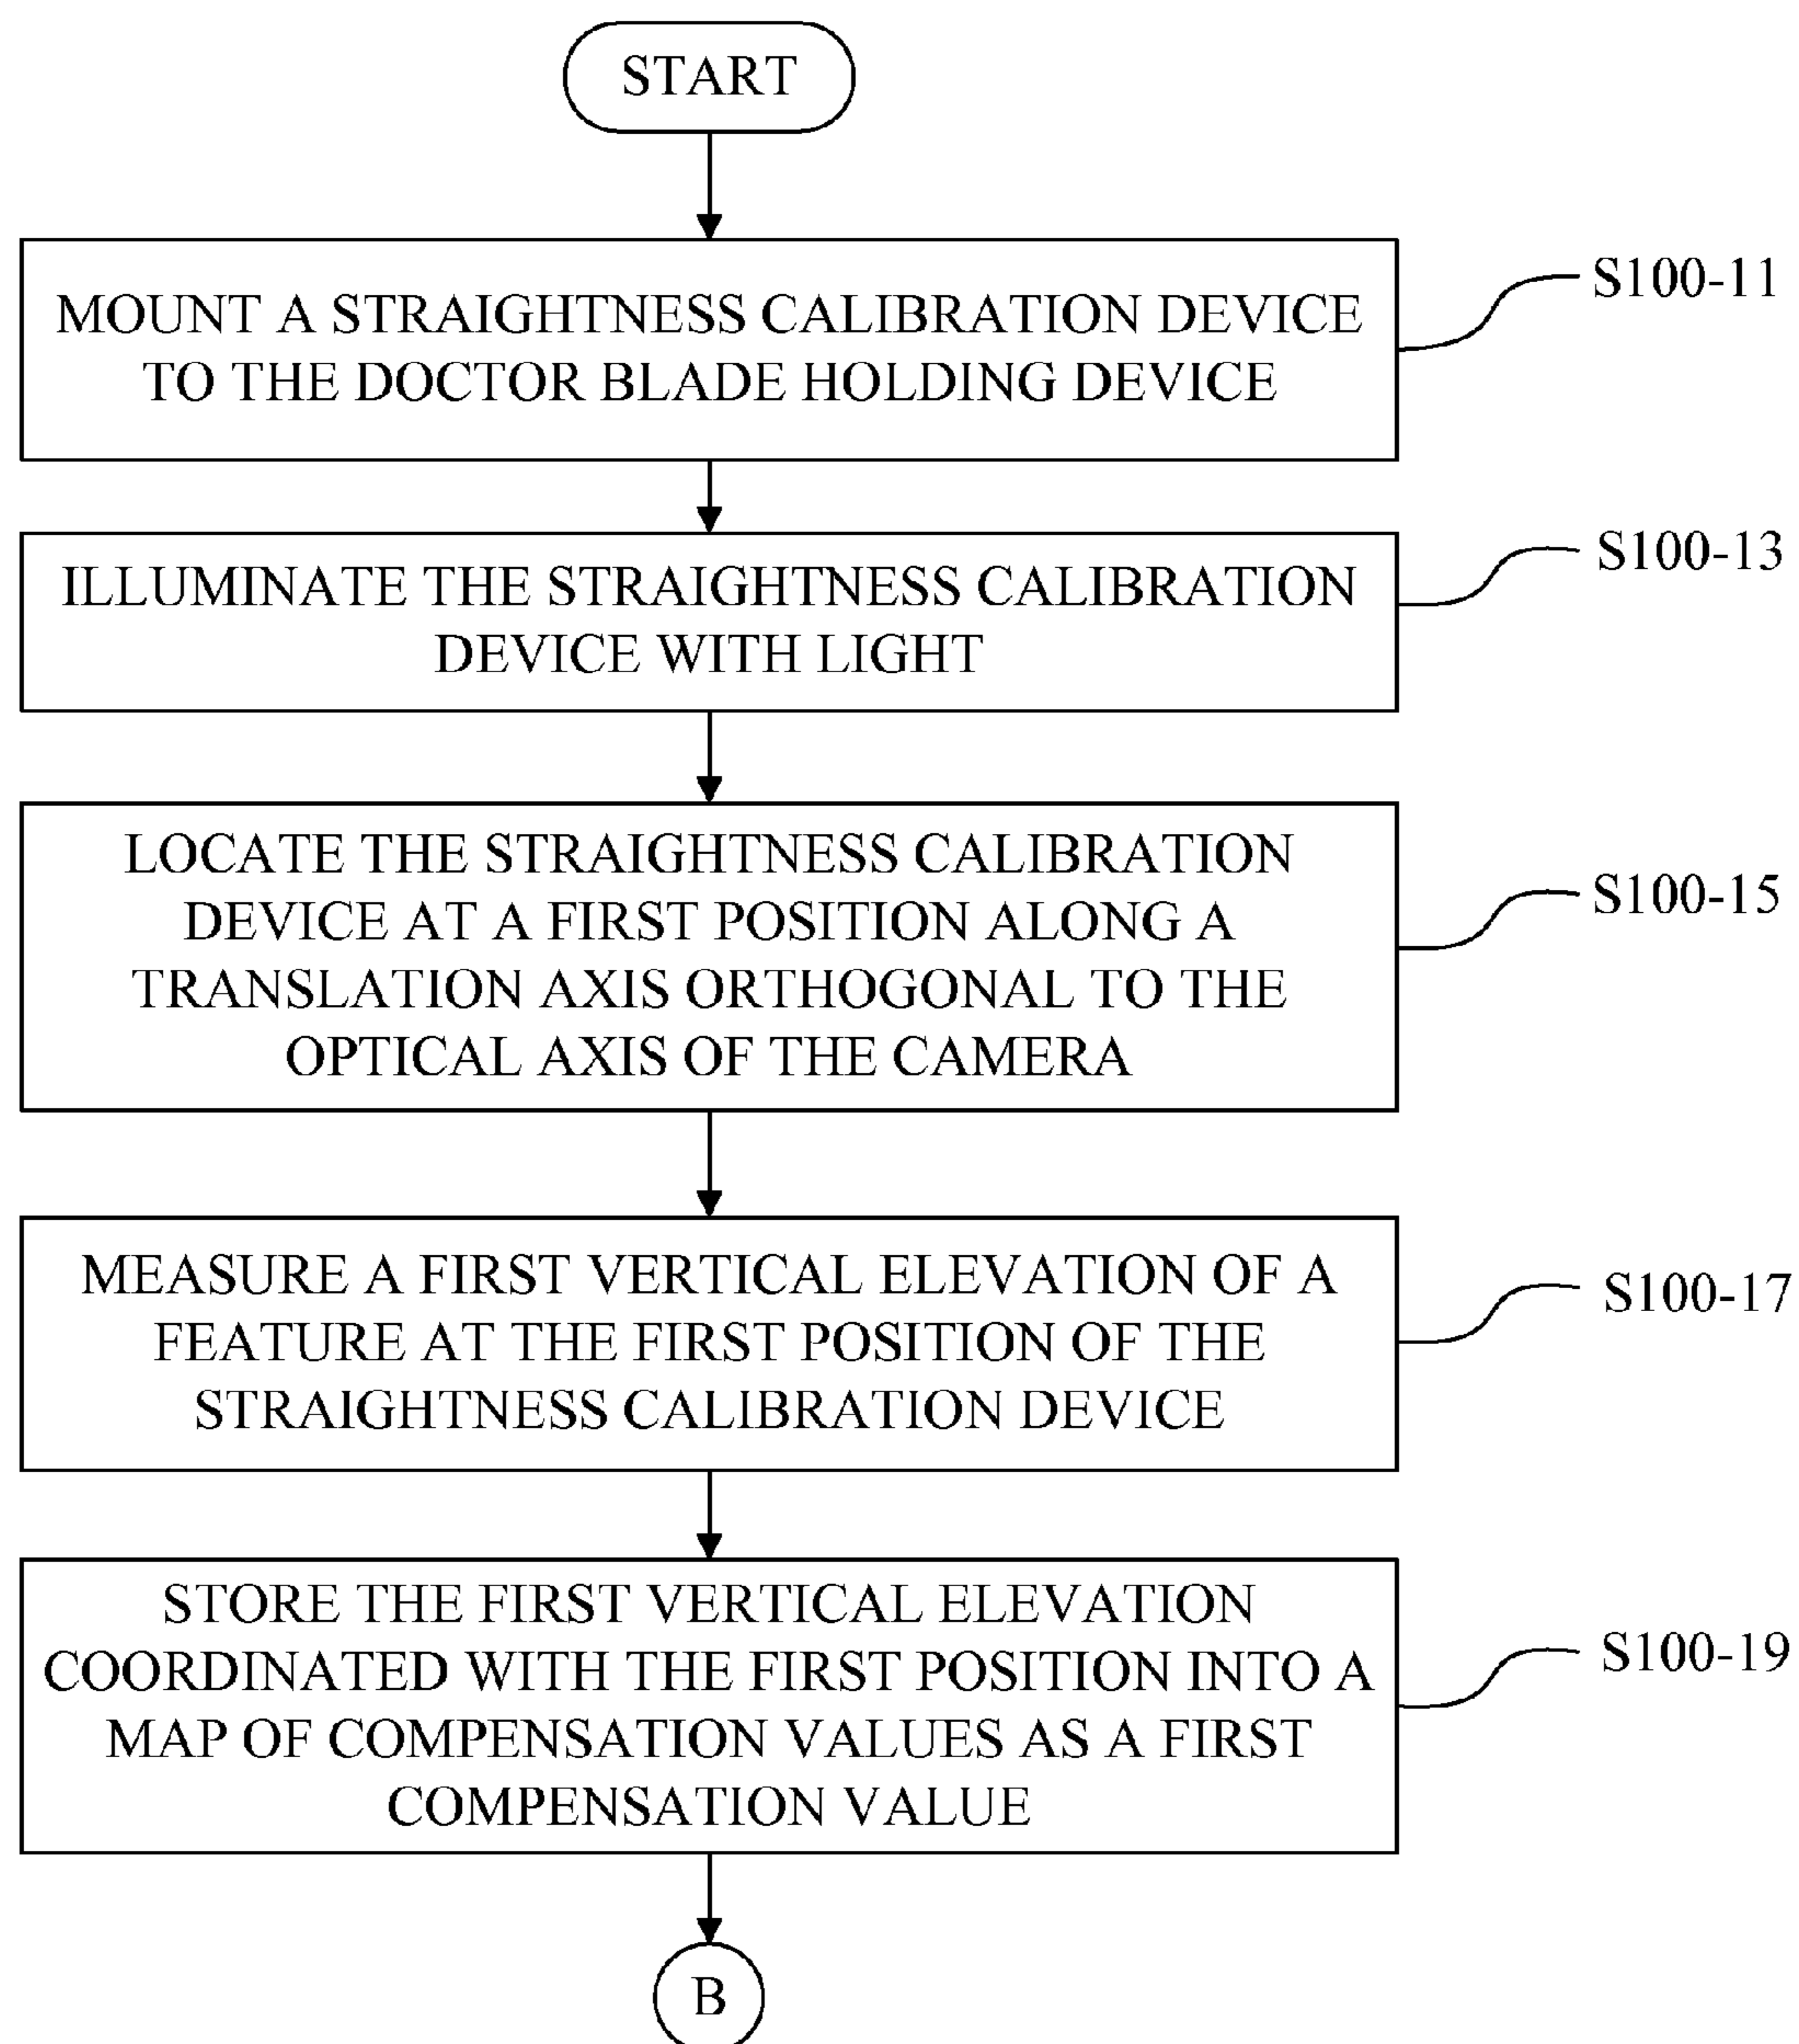 START
MOUNT A STRAIGHTNESS CALIBRATION DEVICE
TO THE DOCTOR BLADE HOLDING DEVICE
S100-11
ILLUMINATE THE STRAIGHTNESS CALIBRATION
DEVICE WITH LIGHT
S100-13
LOCATE THE STRAIGHTNESS CALIBRATION
DEVICE AT A FIRST POSITION ALONG A
TRANSLATION AXIS ORTHOGONAL TO THE
OPTICAL AXIS OF THE CAMERA
S100-15
MEASURE A FIRST VERTICAL ELEVATION OF A
FEATURE AT THE FIRST POSITION OF THE
STRAIGHTNESS CALIBRATION DEVICE
S100-17
STORE THE FIRST VERTICAL ELEVATION
COORDINATED WITH THE FIRST POSITION INTO A
MAP OF COMPENSATION VALUES AS A FIRST
COMPENSATION VALUE
S100-19
B